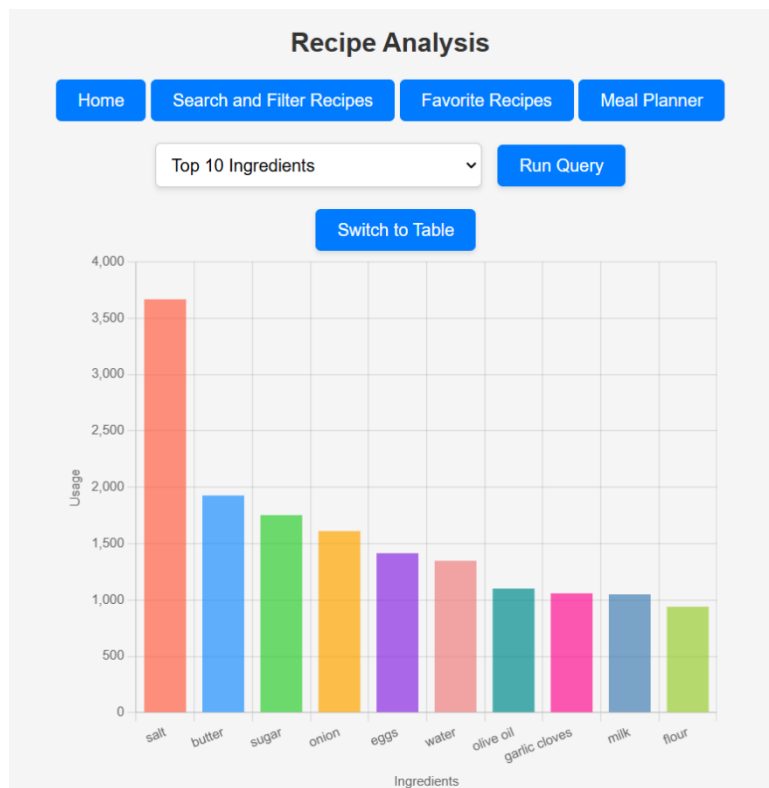 Recipe Analysis
Home Search and Filter Recipes Favorite Recipes Meal Planner
Top 10 Ingredients Run Query
Switch to Table
4,000
3,500
3,000
2,500
2,000
1,500
1,000
500
0
Usage
salt butter sugar onion eggs water olive oil garlic cloves milk flour
Ingredients